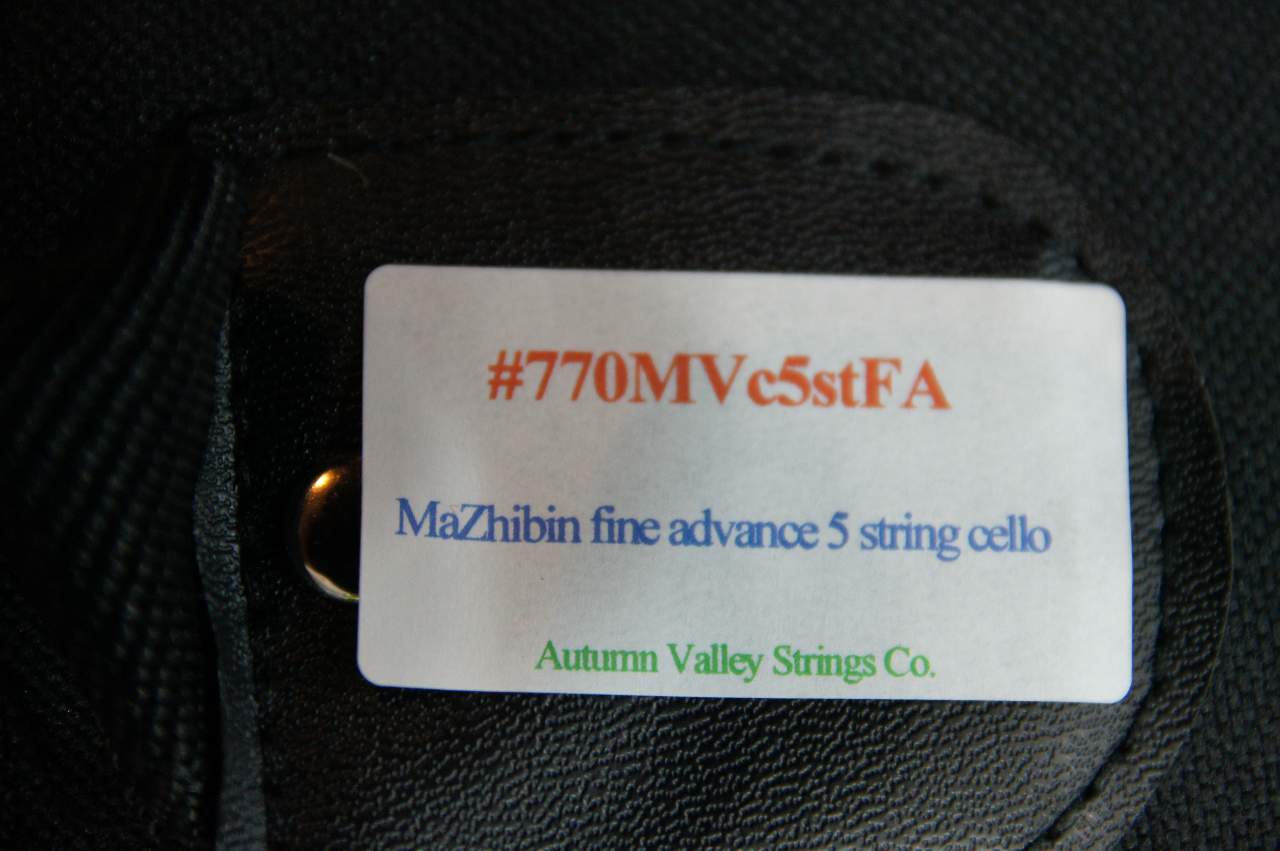 #770MVc5stFA
MaZhibin fine advance 5 string cello
Autumn Valley Strings Co.